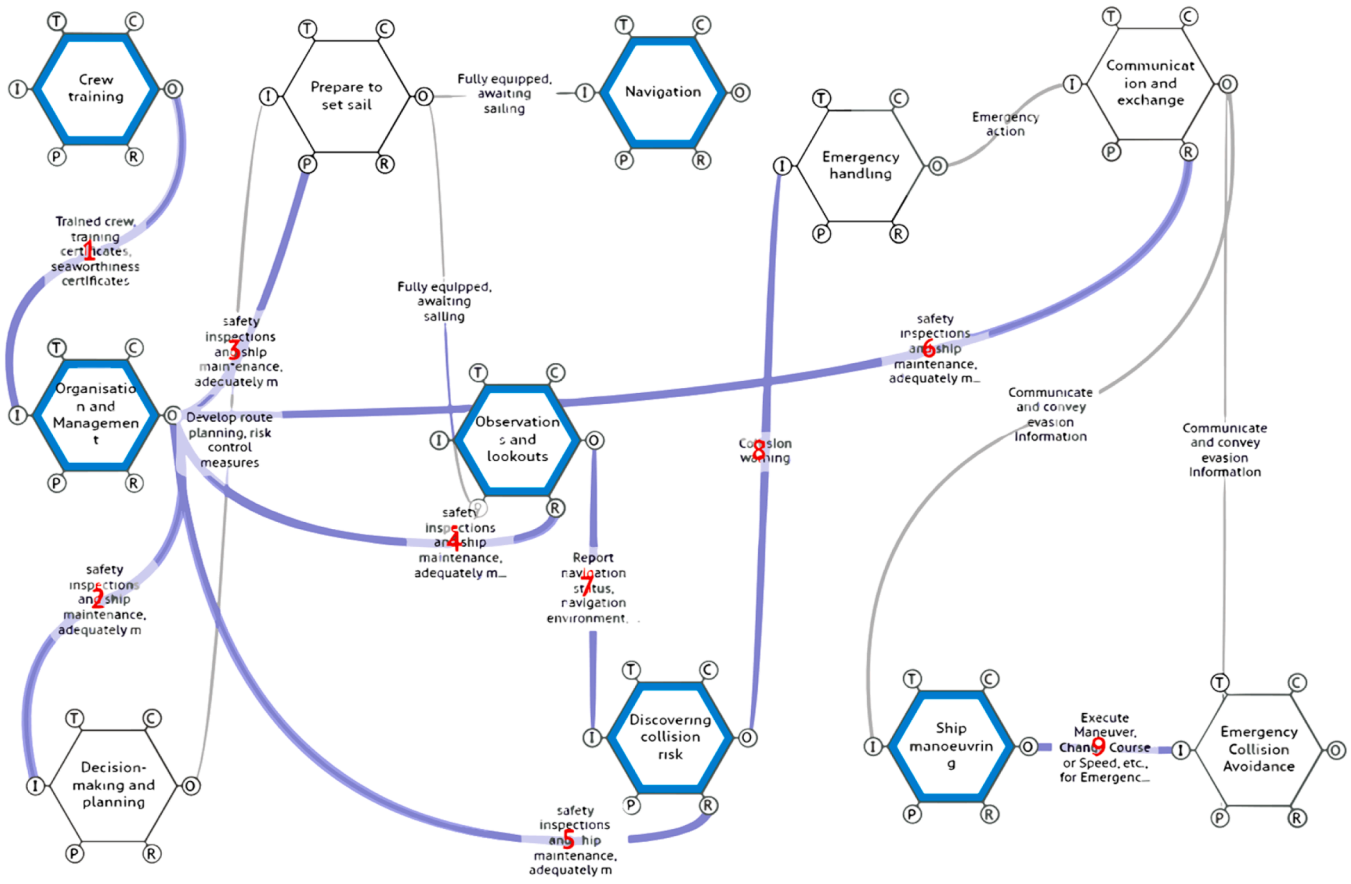 T
C
Crew
training
I
O
P
R
T
C
Prepare to
set sail
I
O
P
R
Fully equipped,
awaiting
sailing
T
C
Navigation
I
O
P
R
T
C
Emergency
handling
I
O
P
R
Emergency
action
T
C
Communicat
ion and
exchange
I
O
P
R
Trained crew,
training
certificates,
seaworthiness
certificates
1
safety
inspections
and ship
maintenance,
adequately m
3
Fully equipped,
awaiting
sailing
safety
inspections
and ship
maintenance,
adequately m...
6
T
C
Organisatio
n and
Managemen
t
I
O
P
R
Develop route
planning, risk
control
measures
T
C
Observation
s and
lookouts
I
O
P
R
Collision
warning
8
Communicate
and convey
evasion
information
Communicate
and convey
evasion
information
safety
inspections
and ship
maintenance,
adequately m...
4
safety
inspections
and ship
maintenance,
adequately m
2
Report
navigation
status,
navigation
environment, ..
7
T
C
Decision-
making and
planning
I
O
P
R
T
C
Discovering
collision
risk
I
O
P
R
safety
inspections
and hip
maintenance,
adequately m
5
T
C
Ship
manoeuvrin
g
I
O
P
R
Execute
Maneuver,
Chang Course
or Speed, etc.,
for Emergenc...
9
T
C
Emergency
Collision
Avoidance
I
O
P
R